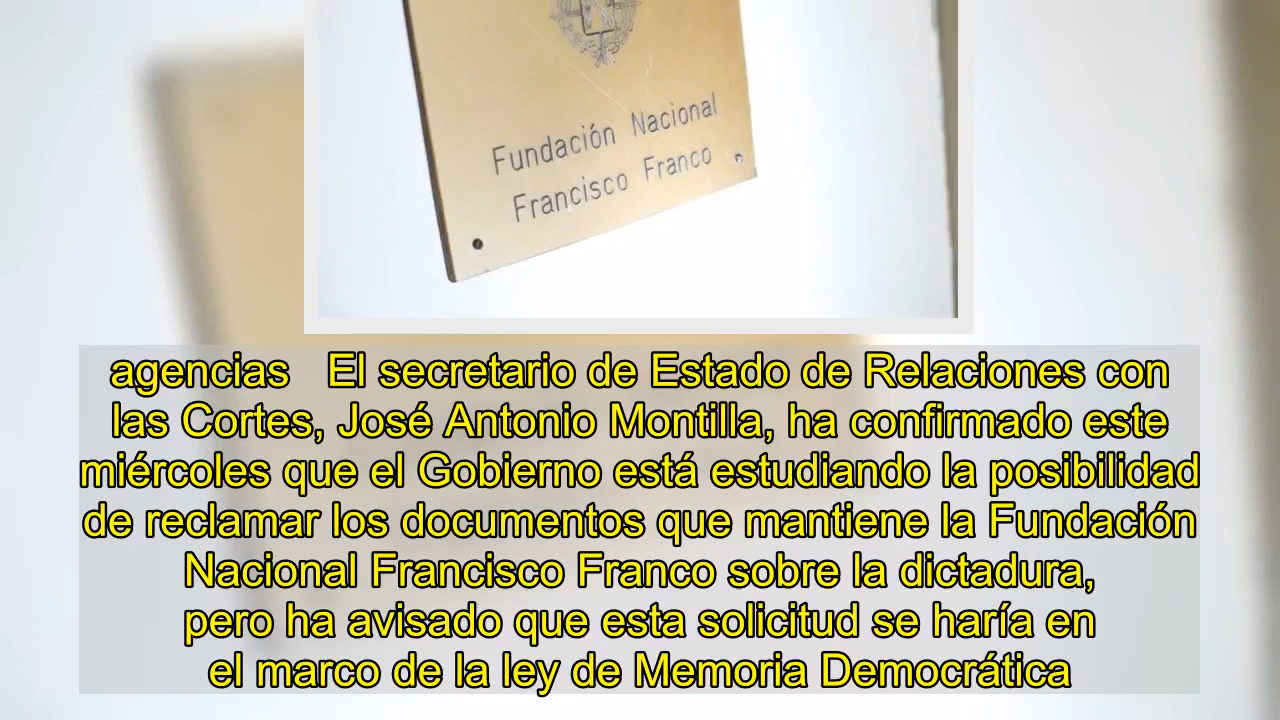 Fundación Nacional
Francisco Franco
agencias   El secretario de Estado de Relaciones con
las Cortes, José Antonio Montilla, ha confirmado este
miércoles que el Gobierno está estudiando la posibilidad
de reclamar los documentos que mantiene la Fundación
Nacional Francisco Franco sobre la dictadura,
pero ha avisado que esta solicitud se haría en
el marco de la ley de Memoria Democrática